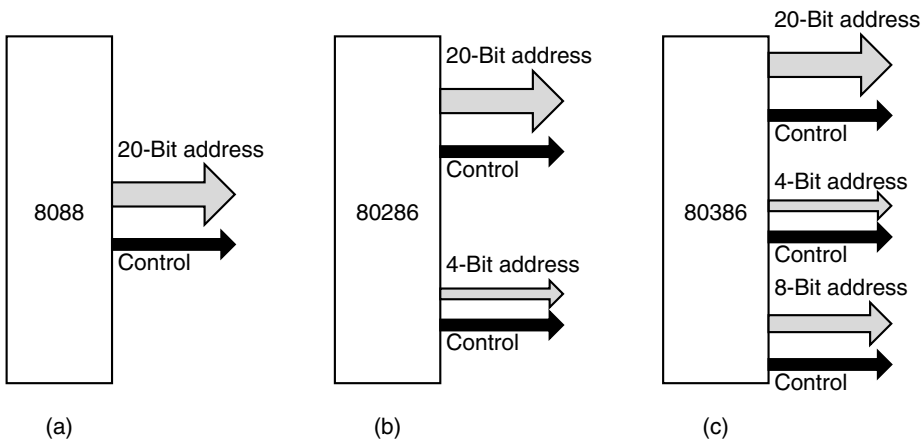 20-Bit address
Control
8088
(a)
20-Bit address
Control
80286
4-Bit address
Control
(b)
20-Bit address
Control
4-Bit address
80386
Control
8-Bit address
Control
(c)